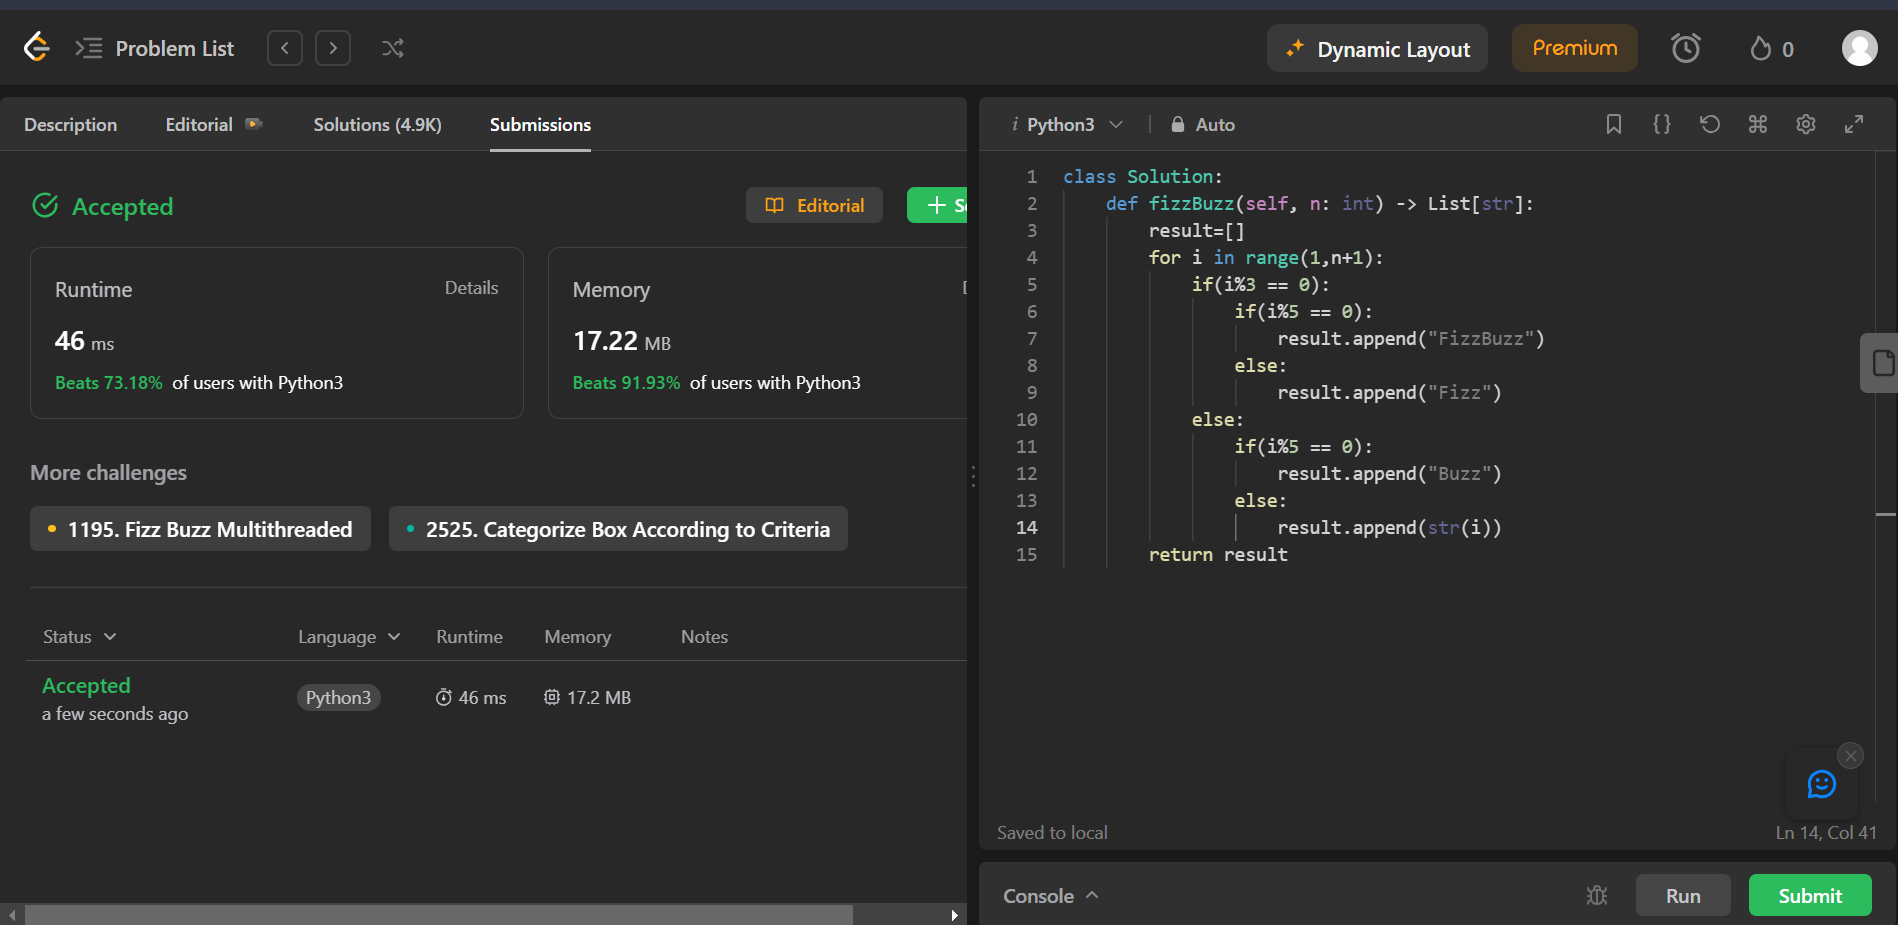 Problem List
Dynamic Layout
Premium
0
Description
Editorial
Solutions (4.9K)
Submissions
Accepted
Editorial
Runtime
Details
46 ms
Beats 73.18% of users with Python3
Memory
17.22 MB
Beats 91.93% of users with Python3
More challenges
1195. Fizz Buzz Multithreaded
2525. Categorize Box According to Criteria
Status
Language
Runtime
Memory
Notes
Accepted
a few seconds ago
Python3
46 ms
17.2 MB
i Python3
Auto
1 class Solution:
2     def fizzBuzz(self, n: int) -> List[str]:
3         result=[]
4         for i in range(1,n+1):
5             if(i%3 == 0):
6                 if(i%5 == 0):
7                     result.append("FizzBuzz")
8                 else:
9                     result.append("Fizz")
10             else:
11                 if(i%5 == 0):
12                     result.append("Buzz")
13                 else:
14                     result.append(str(i))
15         return result
Saved to local
Ln 14, Col 41
Console
Run
Submit